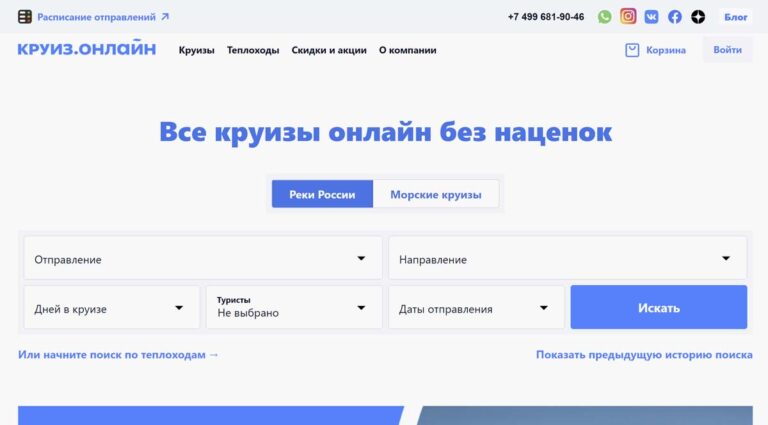 Расписание отправлений
+7 499 681-90-46
Блог
КРУИЗ.ОНЛАЙН
Круизы
Теплоходы
Скидки и акции
О компании
Корзина
Войти
Все круизы онлайн без наценок
Реки России
Морские круизы
Отправление
Направление
Дней в круизе
Туристы
Не выбрано
Даты отправления
Искать
Или начните поиск по теплоходам →
Показать предыдущую историю поиска